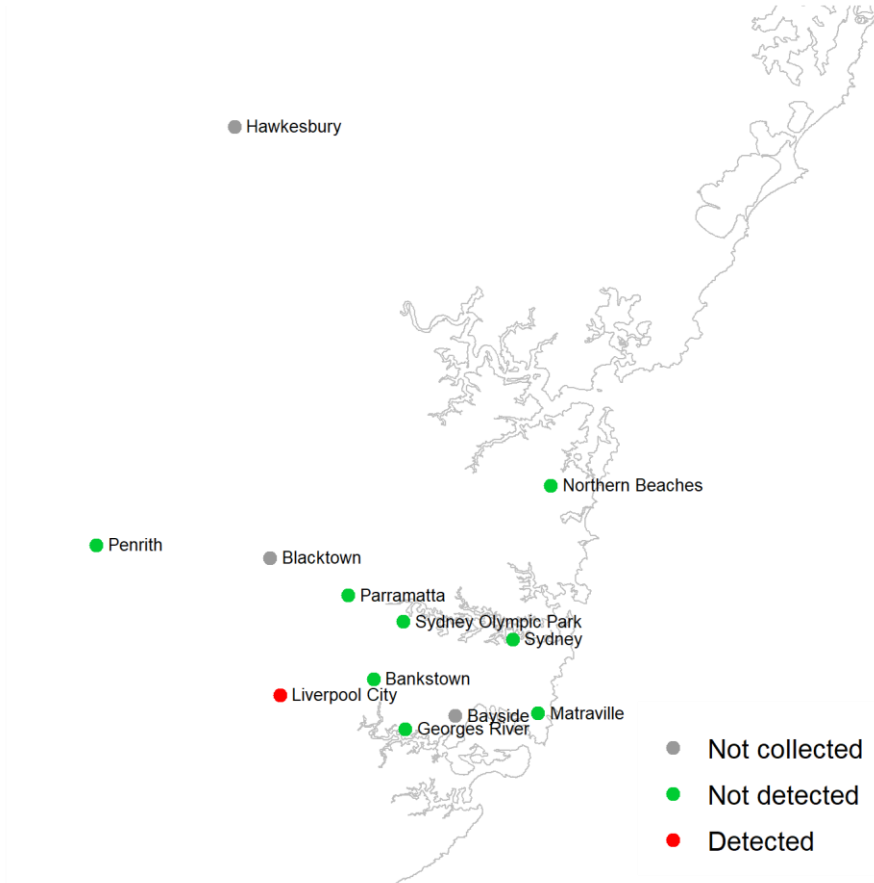 Hawkesbury
Northern Beaches
Penrith
Blacktown
Parramatta
Sydney Olympic Park
Sydney
Bankstown
Liverpool City
Bayside
Matraville
Georges River
Not collected
Not detected
Detected